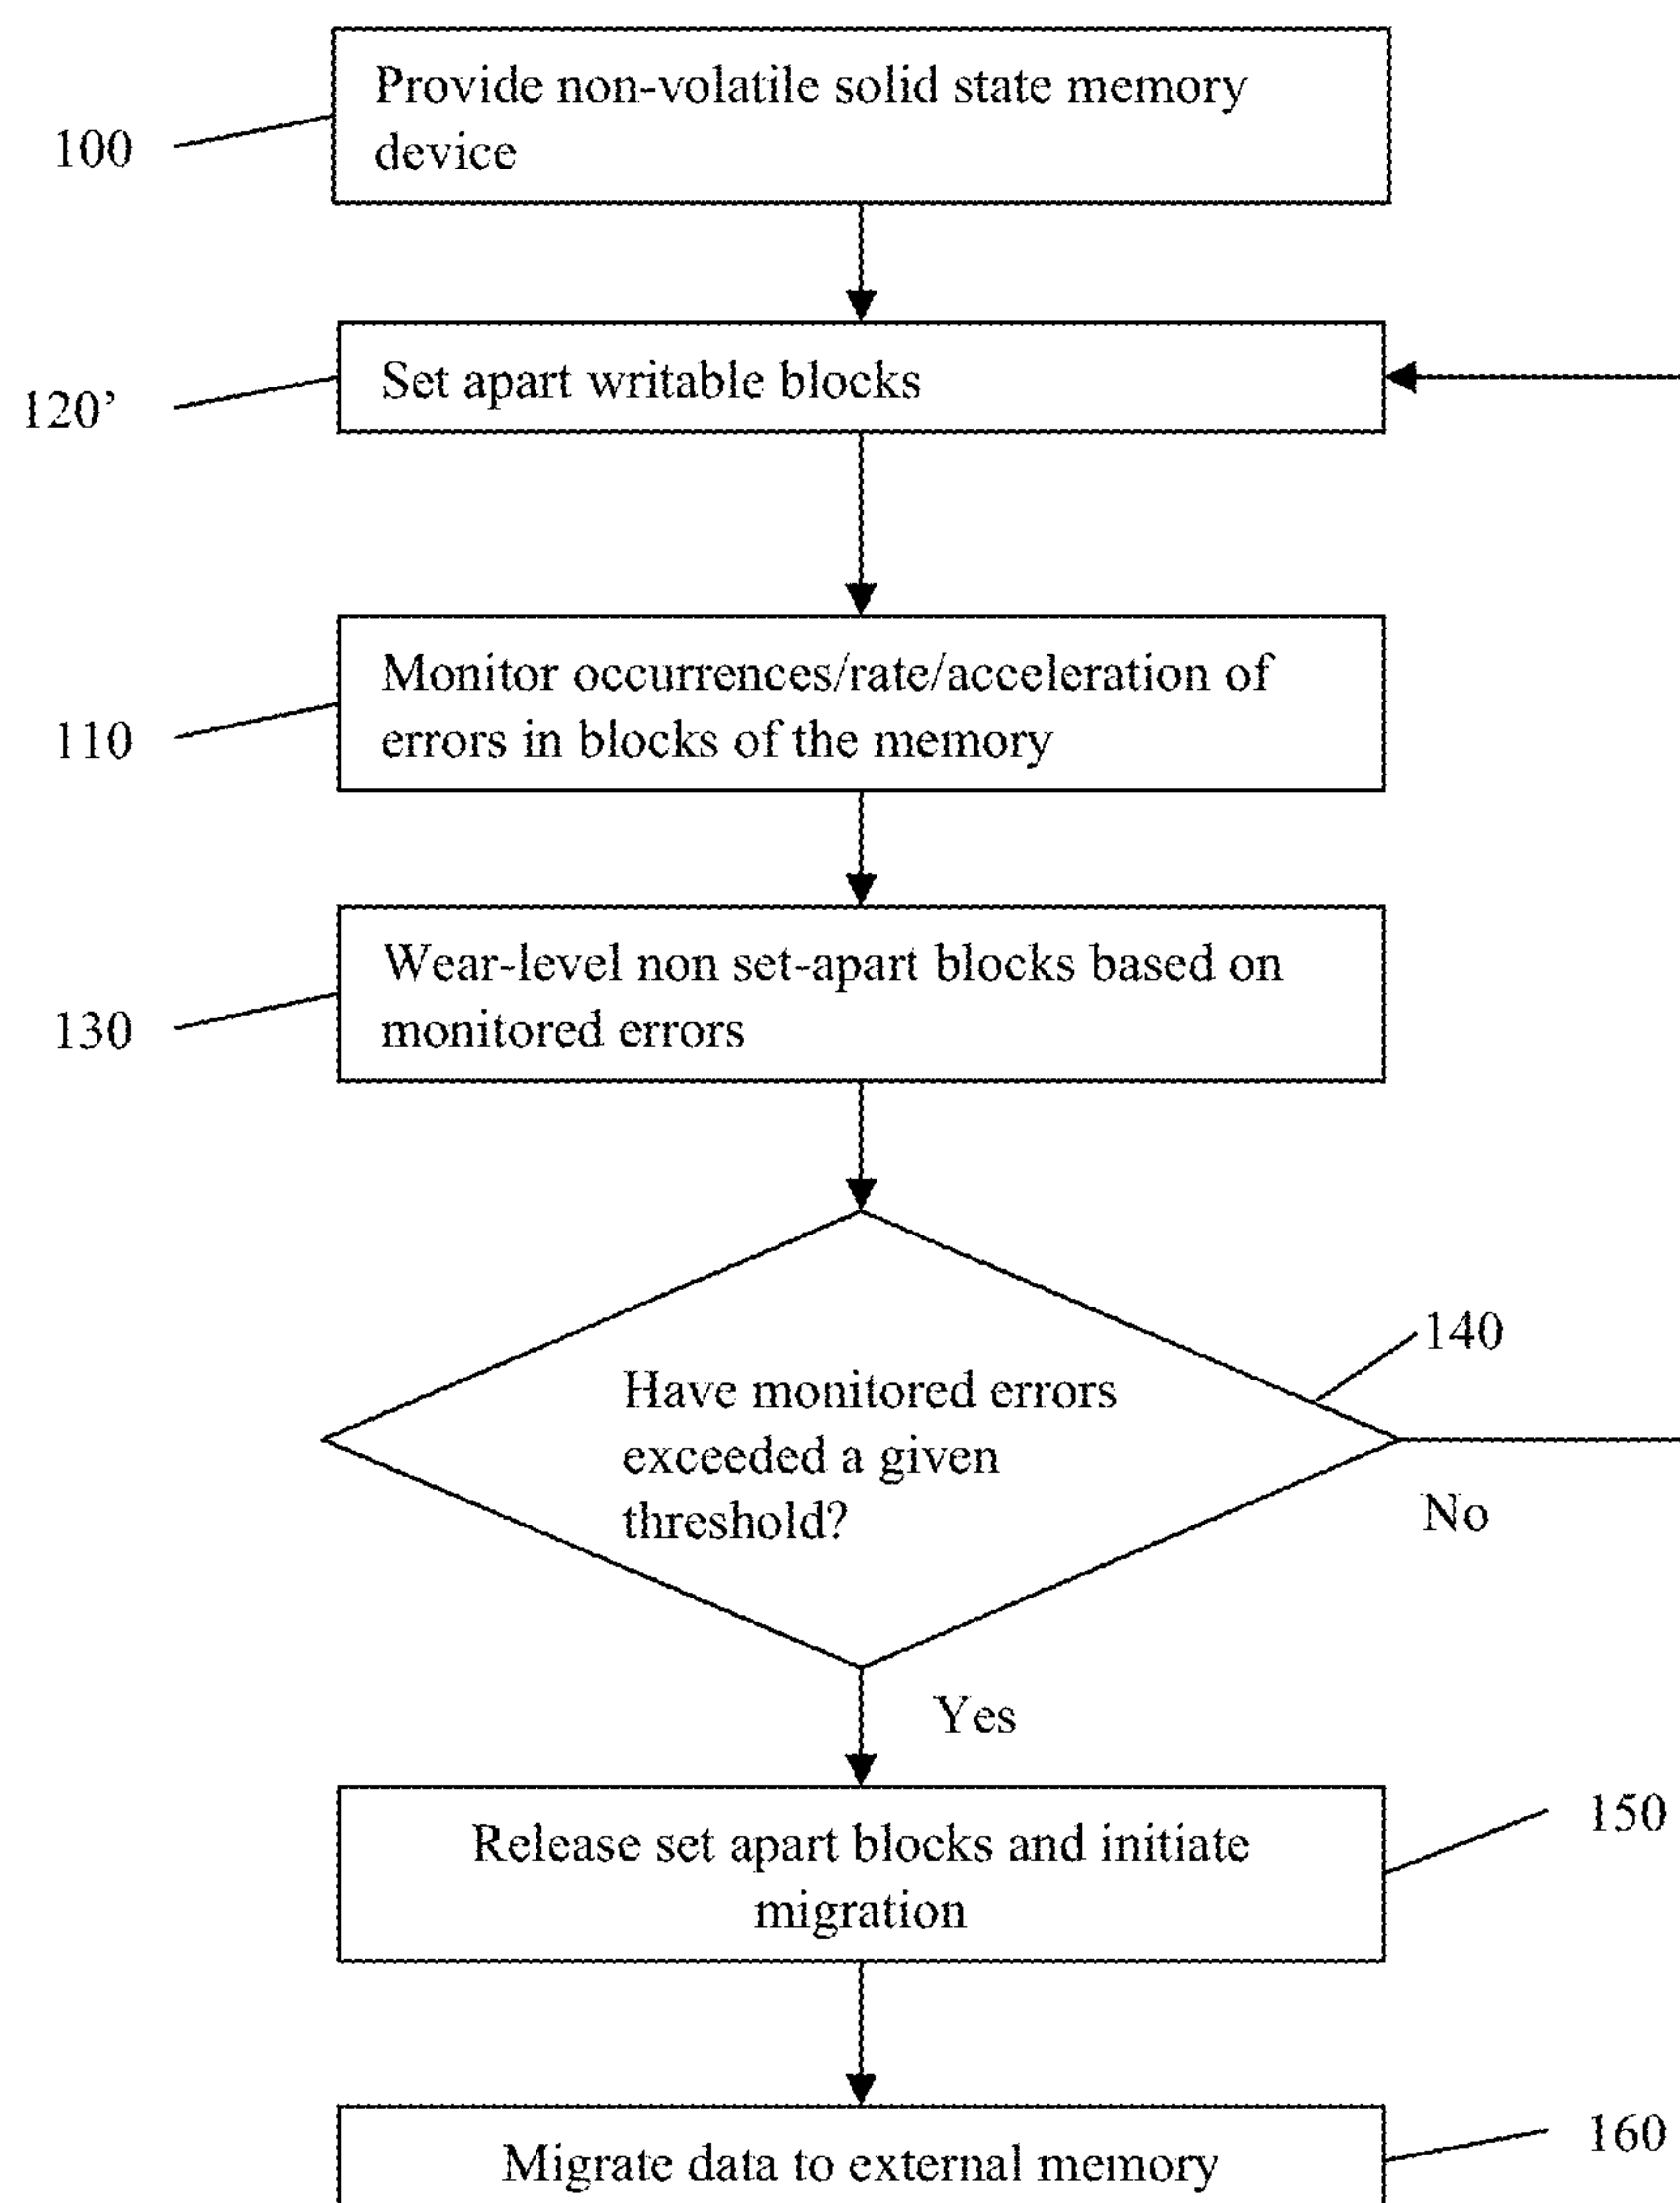 Provide non-volatile solid state memory
device
100
Set apart writable blocks
120’
Monitor occurrences/rate/acceleration of
errors in blocks of the memory
110
Wear-level non set-apart blocks based on
monitored errors
130
140
Have monitored errors
exceeded a given
threshold?
No
Yes
150
Release set apart blocks and initiate
migration
160
Migrate data to external memory